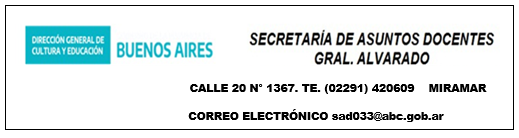 DIRECCIÓN GENERAL DE
CULTURA Y EDUCACIÓN
BUENOS AIRES
SECRETARÍA DE ASUNTOS DOCENTES
GRAL. ALVARADO
CALLE 20 N° 1367. TE. (02291) 420609 MIRAMAR
CORREO ELECTRÓNICO sad033@abc.gob.ar